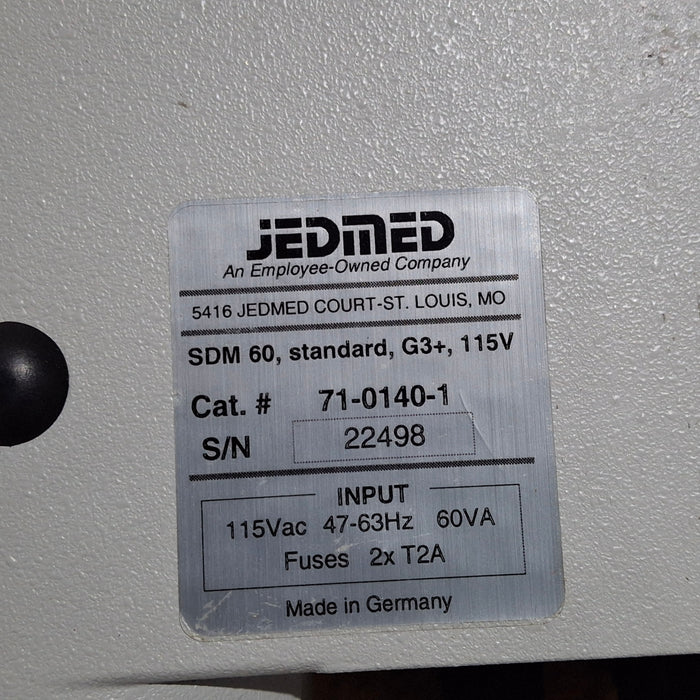 JEDMED
An Employee-Owned Company
5416 JEDMED COURT-ST. LOUIS, MO
SDM 60, standard, G3+, 115V
Cat. # 71-0140-1
S/N 22498
INPUT
115Vac 47-63Hz 60VA
Fuses 2x T2A
Made in Germany